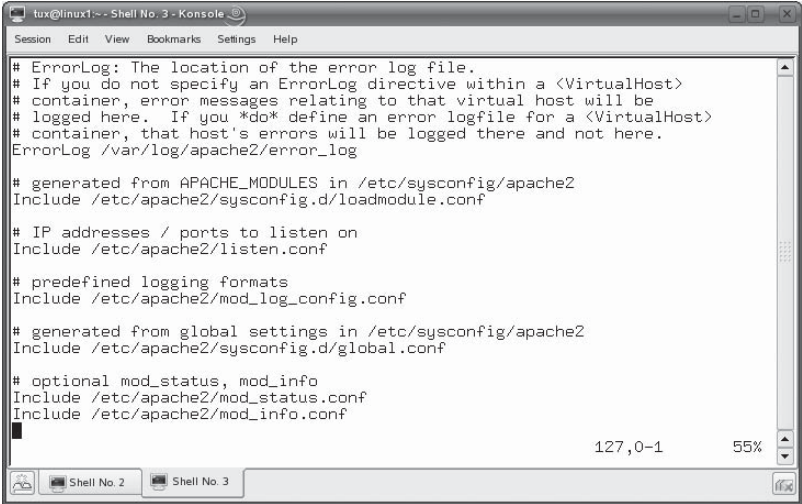 tux@linux1:~ - Shell No. 3 - Konsole
Session Edit View Bookmarks Settings Help
# ErrorLog: The location of the error log file.
# If you do not specify an ErrorLog directive within a <VirtualHost>
# container, error messages relating to that virtual host will be
# logged here.  If you *do* define an error logfile for a <VirtualHost>
# container, that host's errors will be logged there and not here.
ErrorLog /var/log/apache2/error_log
# generated from APACHE_MODULES in /etc/sysconfig/apache2
Include /etc/apache2/sysconfig.d/loadmodule.conf
# IP addresses / ports to listen on
Include /etc/apache2/listen.conf
# predefined logging formats
Include /etc/apache2/mod_log_config.conf
# generated from global settings in /etc/sysconfig/apache2
Include /etc/apache2/sysconfig.d/global.conf
# optional mod_status, mod_info
Include /etc/apache2/mod_status.conf
Include /etc/apache2/mod_info.conf
127,0-1 55%
Shell No. 2 Shell No. 3